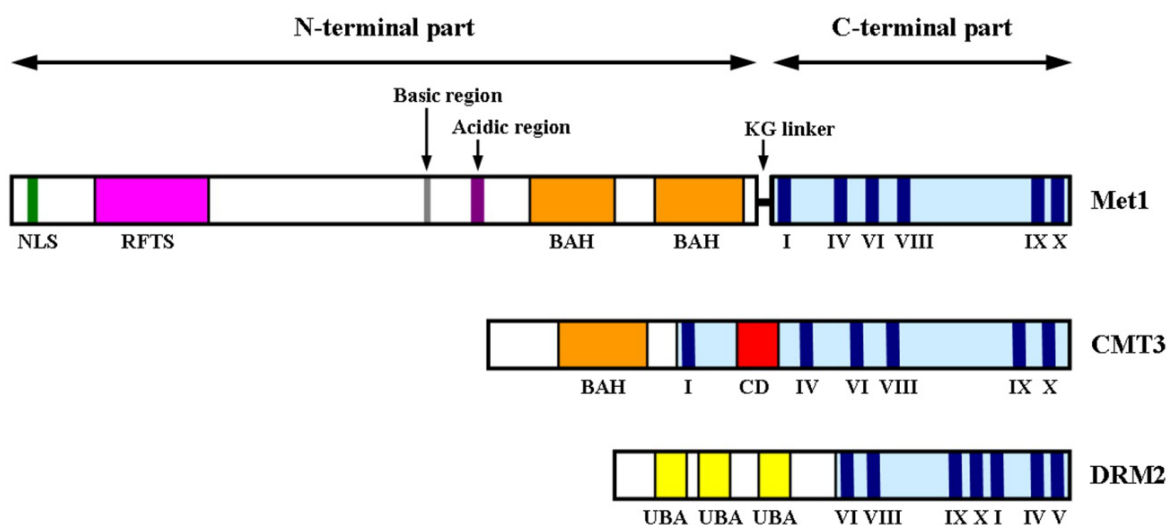 N-terminal part C-terminal part
Basic region
Acidic region KG linker
Met1
NLS RFTS BAH BAH I IV VI VIII IX X
CMT3
BAH I CD IV VI VIII IX X
DRM2
UBA UBA UBA VI VIII IX X I IV V